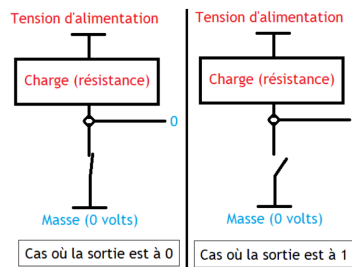 Tension d'alimentation
Charge (résistance)
0
Masse (0 volts)
Cas où la sortie est à 0
Tension d'alimentation
Charge (résistance)
Masse (0 volts)
Cas où la sortie est à 1